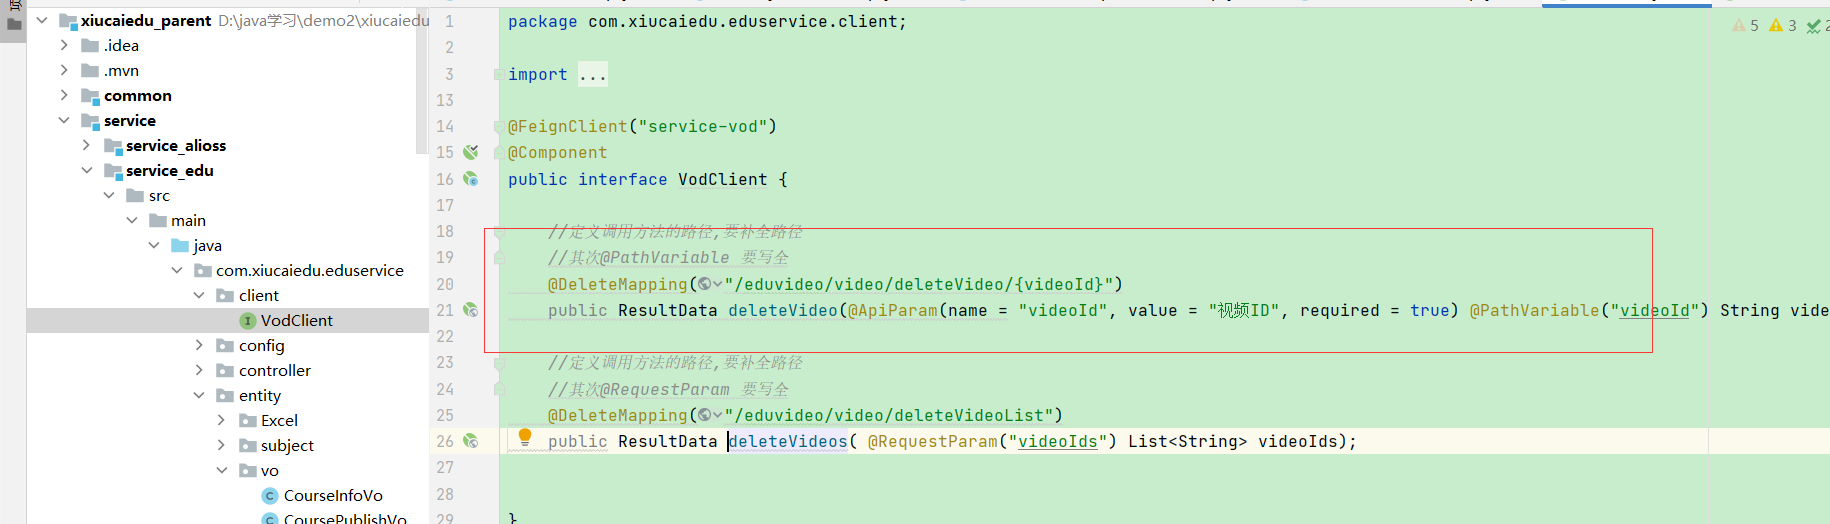 项
xiucaiedu_parent D:\java学习\demo2\xiucaiedu
.idea
.mvn
common
service
service_alioss
service_edu
src
main
java
com.xiucaiedu.eduservice
client
VodClient
config
controller
entity
Excel
subject
vo
CourseInfoVo
CoursePublishVo
5 3 2
1 package com.xiucaiedu.eduservice.client;
2
3 import ...
13
14 @FeignClient("service-vod")
15 @Component
16 public interface VodClient {
17
18 //定义调用方法的路径,要补全路径
19 //其次@PathVariable 要写全
20 @DeleteMapping("/eduvideo/video/deleteVideo/{videoId}")
21 public ResultData deleteVideo(@ApiParam(name = "videoId", value = "视频ID", required = true) @PathVariable("videoId") String vide
22
23 //定义调用方法的路径,要补全路径
24 //其次@RequestParam 要写全
25 @DeleteMapping("/eduvideo/video/deleteVideoList")
26 public ResultData deleteVideos( @RequestParam("videoIds") List<String> videoIds);
27
28
29 }